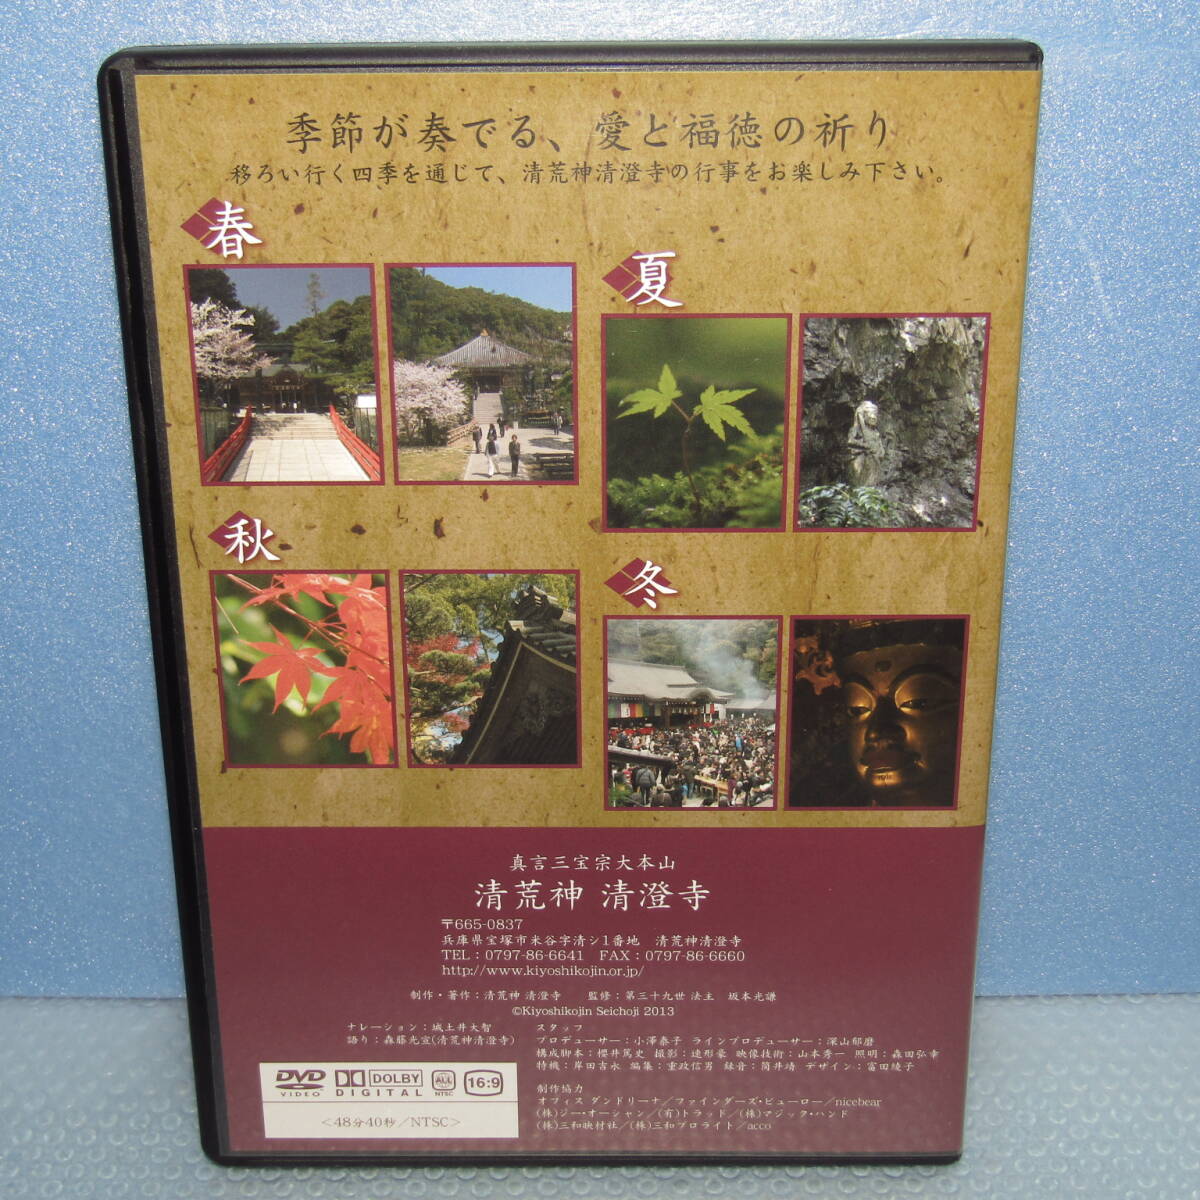 季節が奏でる、愛と福徳の祈り
移ろい行く四季を通じて、清荒神清澄寺の行事をお楽しみ下さい。
春
夏
秋
冬
真言三宝宗大本山
清荒神 清澄寺
〒665-0837
兵庫県宝塚市米谷字清シ1番地　清荒神清澄寺
TEL：0797-86-6641　FAX：0797-86-6660
http://www.kiyoshikojin.or.jp/
制作・著作：清荒神 清澄寺　　監修：第三十九世 法主　坂本光謙
©Kiyoshikojin Seichoji 2013
ナレーション：城土井大智
語り：森藤光宣(清荒神清澄寺)
スタッフ
プロデューサー：小澤泰子 ラインプロデューサー：深山郁磨
構成脚本：櫻井篤史 撮影：逵形豪 映像技術：山本秀一 照明：森田弘幸
特機：岸田吉永 編集：重政信男 録音：筒井靖 デザイン：富田綾子
制作協力
オフィス ダンドリーナ／ファインダーズ・ビューロー／nicebear
(株)ジー・オーシャン／(有)トラッド／(株)マジック・ハンド
(株)三和映材社／(株)三和プロライト／acco
DVD VIDEO
DOLBY DIGITAL
ALL NTSC
16:9
<48分40秒／NTSC>